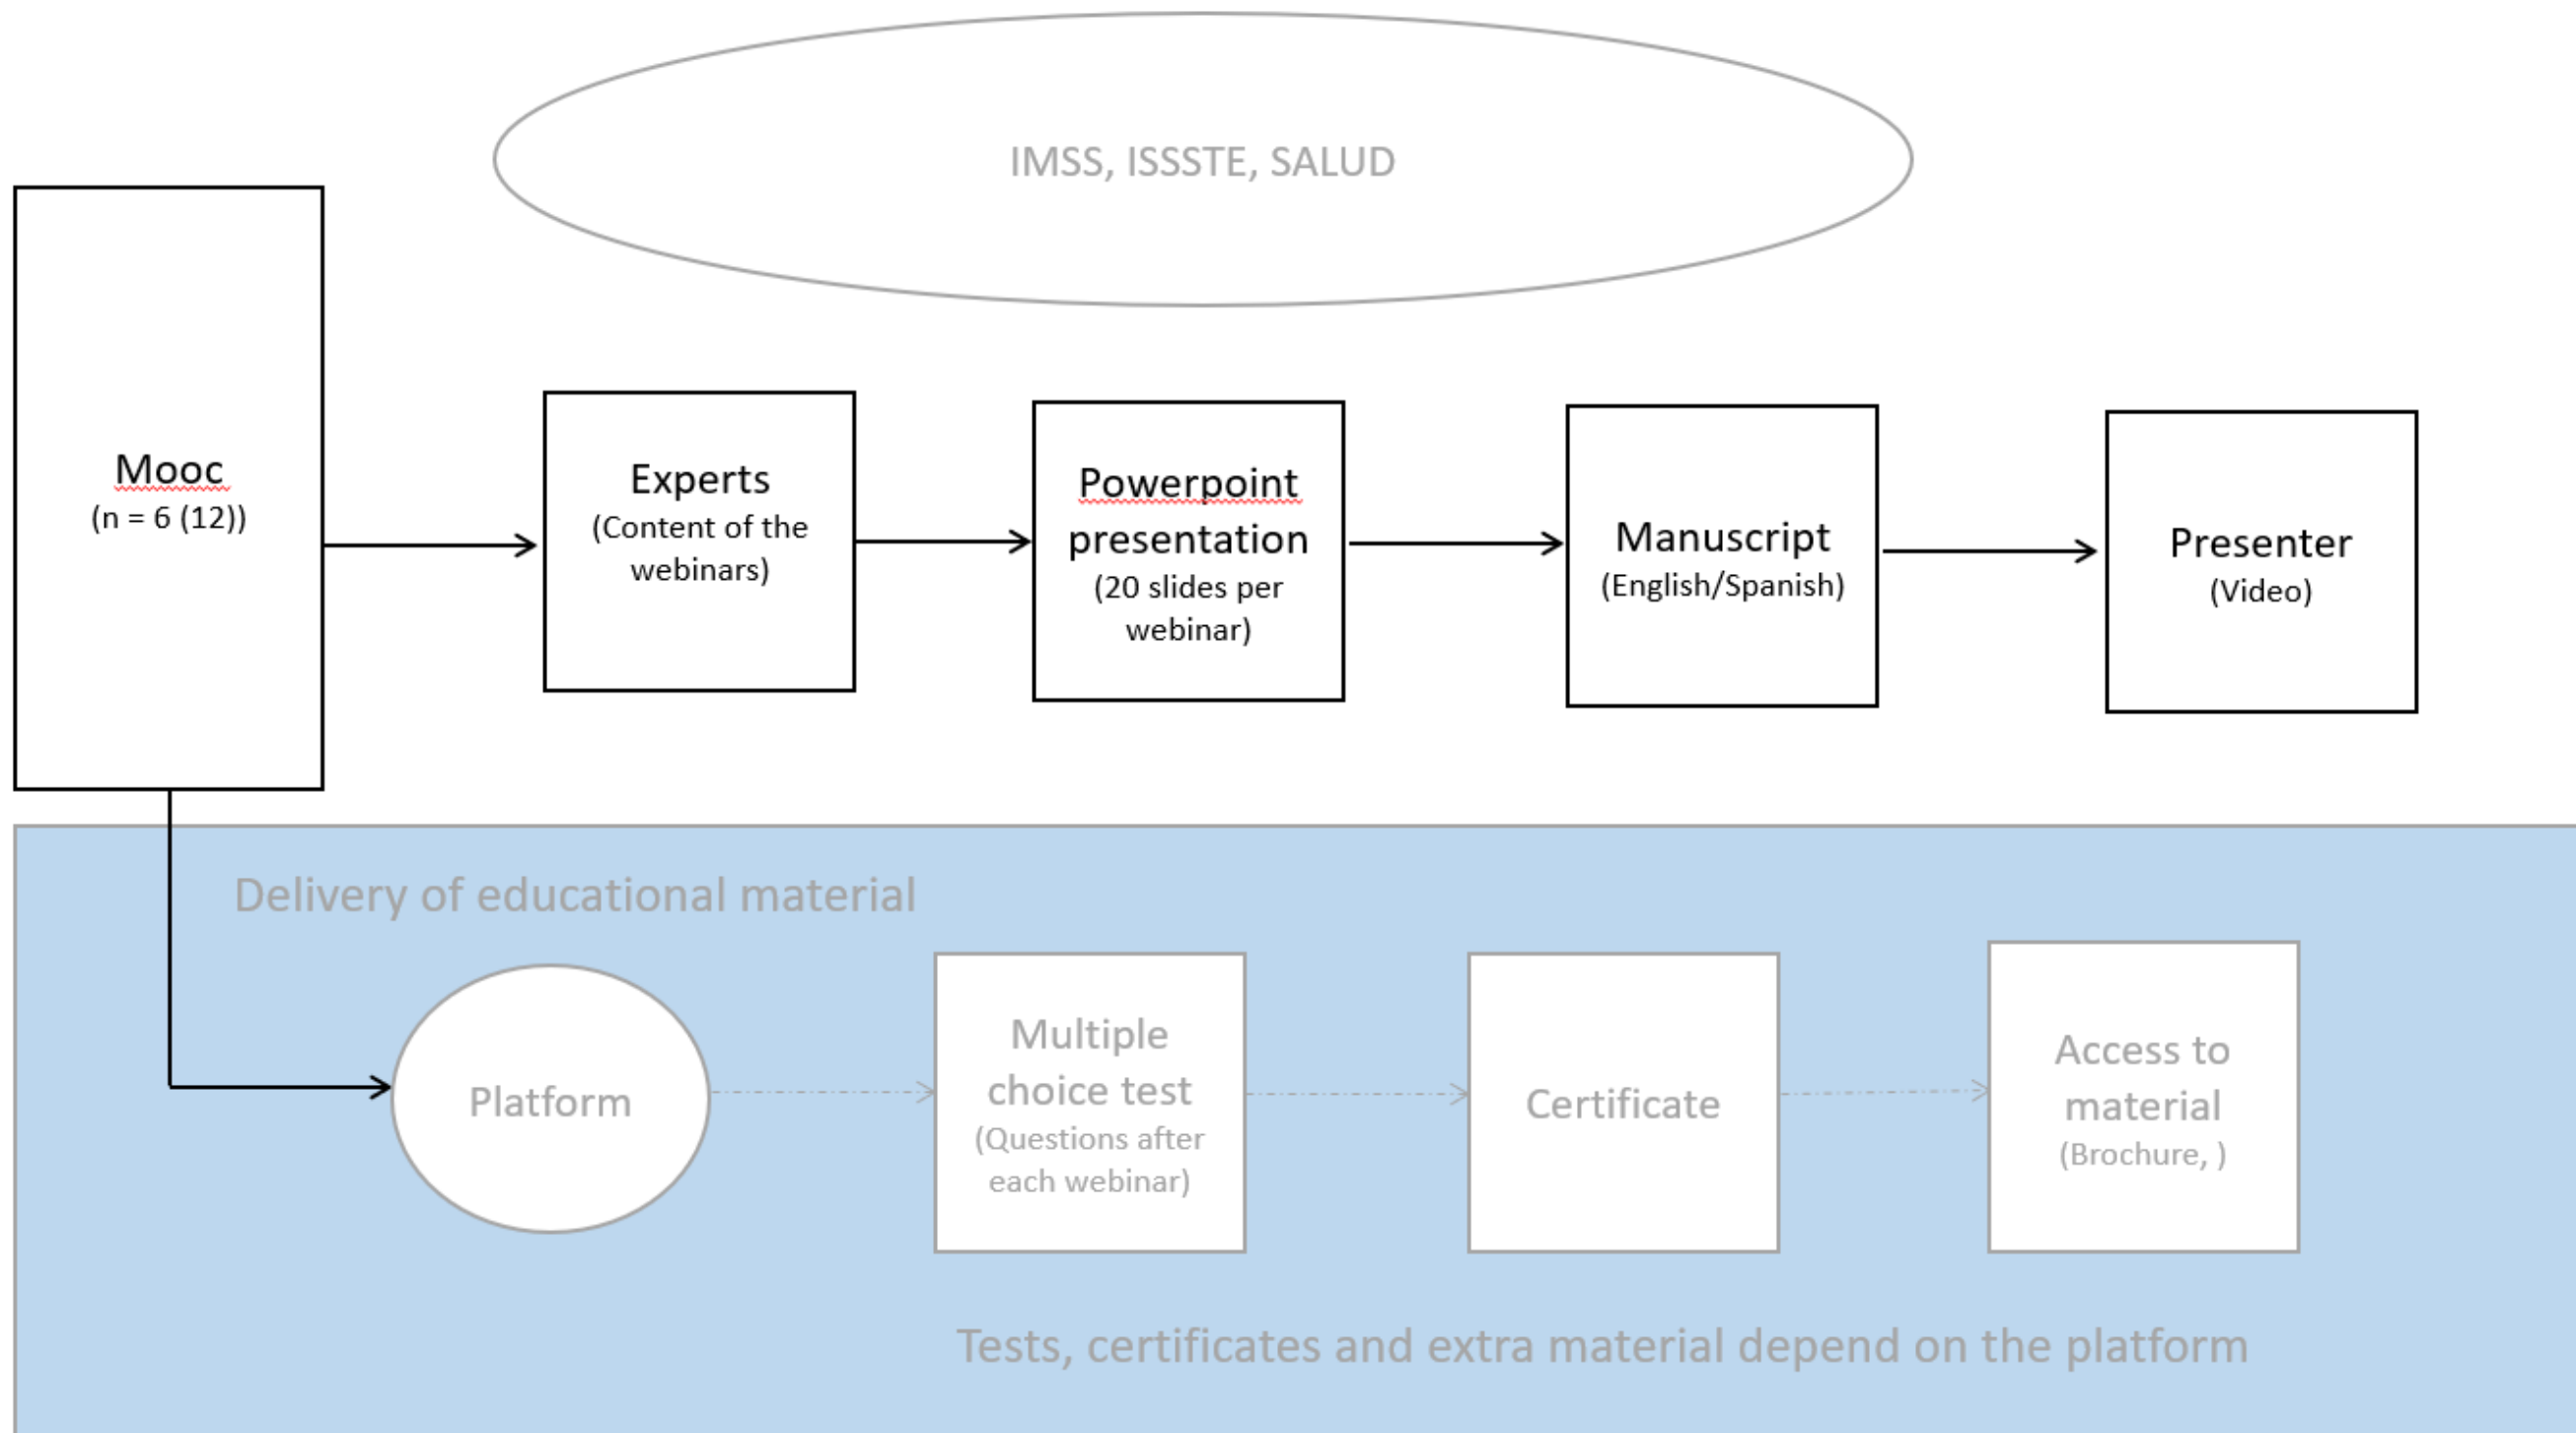 IMSS, ISSSTE, SALUD
Mooc
(n = 6 (12))
Experts
(Content of the
webinars)
Powerpoint
presentation
(20 slides per
webinar)
Manuscript
(English/Spanish)
Presenter
(Video)
Delivery of educational material
Platform
Multiple
choice test
(Questions after
each webinar)
Certificate
Access to
material
(Brochure, )
Tests, certificates and extra material depend on the platform